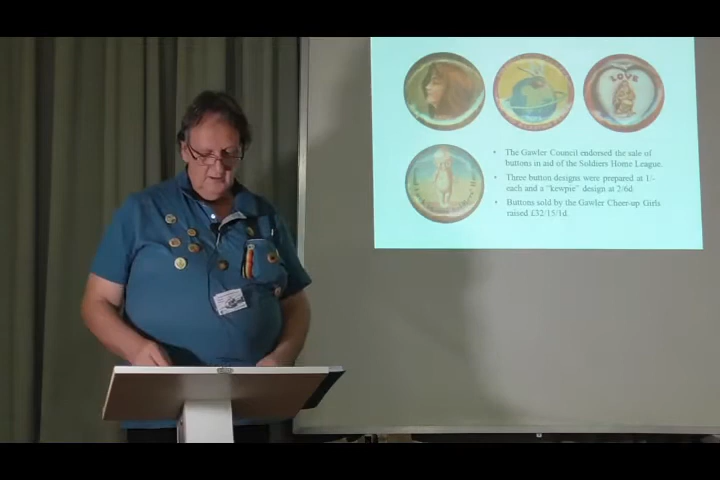 LOVE
• The Gawler Council endorsed the sale of
buttons in aid of the Soldiers Home League.
• Three button designs were prepared at 1/-
each and a "kewpie" design at 2/6d
• Buttons sold by the Gawler Cheer-up Girls
raised £32/15/1d.